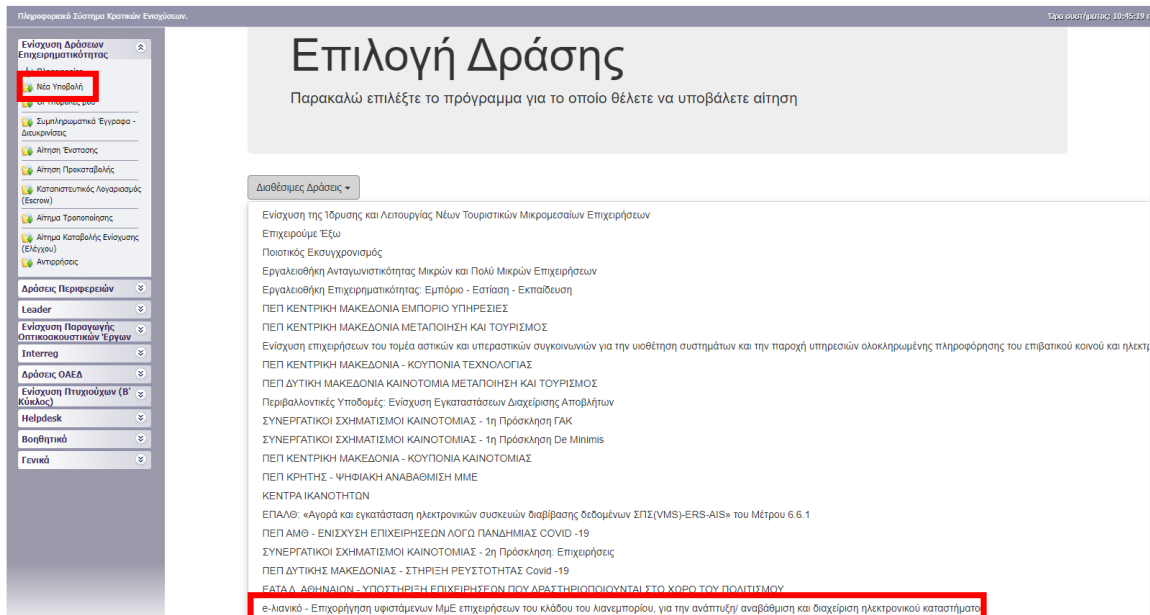 Πληροφοριακό Σύστημα Κρατικών Ενισχύσεων.
Ώρα συστήματος: 10:45:19
Ενίσχυση Δράσεων
Επιχειρηματικότητας
Νέα Υποβολή
Οι Υποβολές μου
Συμπληρωματικά Έγγραφα -
Διευκρινίσεις
Αίτηση Ένστασης
Αίτηση Προκαταβολής
Καταπιστευτικός Λογαριασμός
(Escrow)
Αίτημα Τροποποίησης
Αίτημα Καταβολής Ενίσχυσης
(Ελέγχου)
Αντιρρήσεις
Δράσεις Περιφερειών
Leader
Ενίσχυση Παραγωγής
Οπτικοακουστικών Έργων
Interreg
Δράσεις ΟΑΕΔ
Ενίσχυση Πτυχιούχων (Β'
Κύκλος)
Helpdesk
Βοηθητικά
Γενικά
Επιλογή Δράσης
Παρακαλώ επιλέξτε το πρόγραμμα για το οποίο θέλετε να υποβάλετε αίτηση
Διαθέσιμες Δράσεις
Ενίσχυση της Ίδρυσης και Λειτουργίας Νέων Τουριστικών Μικρομεσαίων Επιχειρήσεων
Επιχειρούμε Έξω
Ποιοτικός Εκσυγχρονισμός
Εργαλειοθήκη Ανταγωνιστικότητας Μικρών και Πολύ Μικρών Επιχειρήσεων
Εργαλειοθήκη Επιχειρηματικότητας: Εμπόριο - Εστίαση - Εκπαίδευση
ΠΕΠ ΚΕΝΤΡΙΚΗ ΜΑΚΕΔΟΝΙΑ ΕΜΠΟΡΙΟ ΥΠΗΡΕΣΙΕΣ
ΠΕΠ ΚΕΝΤΡΙΚΗ ΜΑΚΕΔΟΝΙΑ ΜΕΤΑΠΟΙΗΣΗ ΚΑΙ ΤΟΥΡΙΣΜΟΣ
Ενίσχυση επιχειρήσεων του τομέα αστικών και υπεραστικών συγκοινωνιών για την υιοθέτηση συστημάτων και την παροχή υπηρεσιών ολοκληρωμένης πληροφόρησης του επιβατικού κοινού και ηλεκτρ
ΠΕΠ ΚΕΝΤΡΙΚΗ ΜΑΚΕΔΟΝΙΑ - ΚΟΥΠΟΝΙΑ ΤΕΧΝΟΛΟΓΙΑΣ
ΠΕΠ ΔΥΤΙΚΗ ΜΑΚΕΔΟΝΙΑ ΚΑΙΝΟΤΟΜΙΑ ΜΕΤΑΠΟΙΗΣΗ ΚΑΙ ΤΟΥΡΙΣΜΟΣ
Περιβαλλοντικές Υποδομές: Ενίσχυση Εγκαταστάσεων Διαχείρισης Αποβλήτων
ΣΥΝΕΡΓΑΤΙΚΟΙ ΣΧΗΜΑΤΙΣΜΟΙ ΚΑΙΝΟΤΟΜΙΑΣ - 1η Πρόσκληση ΓΑΚ
ΣΥΝΕΡΓΑΤΙΚΟΙ ΣΧΗΜΑΤΙΣΜΟΙ ΚΑΙΝΟΤΟΜΙΑΣ - 1η Πρόσκληση De Minimis
ΠΕΠ ΚΕΝΤΡΙΚΗ ΜΑΚΕΔΟΝΙΑ - ΚΟΥΠΟΝΙΑ ΚΑΙΝΟΤΟΜΙΑΣ
ΠΕΠ ΚΡΗΤΗΣ - ΨΗΦΙΑΚΗ ΑΝΑΒΑΘΜΙΣΗ ΜΜΕ
ΚΕΝΤΡΑ ΙΚΑΝΟΤΗΤΩΝ
ΕΠΑΛΘ: «Αγορά και εγκατάσταση ηλεκτρονικών συσκευών διαβίβασης δεδομένων ΣΠΣ(VMS)-ERS-AIS» του Μέτρου 6.6.1
ΠΕΠ ΑΜΘ - ΕΝΙΣΧΥΣΗ ΕΠΙΧΕΙΡΗΣΕΩΝ ΛΟΓΩ ΠΑΝΔΗΜΙΑΣ COVID -19
ΣΥΝΕΡΓΑΤΙΚΟΙ ΣΧΗΜΑΤΙΣΜΟΙ ΚΑΙΝΟΤΟΜΙΑΣ - 2η Πρόσκληση: Επιχειρήσεις
ΠΕΠ ΔΥΤΙΚΗΣ ΜΑΚΕΔΟΝΙΑΣ - ΣΤΗΡΙΞΗ ΡΕΥΣΤΟΤΗΤΑΣ Covid -19
ΕΑΤΑ Δ. ΑΘΗΝΑΙΩΝ - ΥΠΟΣΤΗΡΙΞΗ ΕΠΙΧΕΙΡΗΣΕΩΝ ΠΟΥ ΔΡΑΣΤΗΡΙΟΠΟΙΟΥΝΤΑΙ ΣΤΟ ΧΩΡΟ ΤΟΥ ΠΟΛΙΤΙΣΜΟΥ
e-λιανικό - Επιχορήγηση υφιστάμενων ΜμΕ επιχειρήσεων του κλάδου του λιανεμπορίου, για την ανάπτυξη/ αναβάθμιση και διαχείριση ηλεκτρονικού καταστήματο